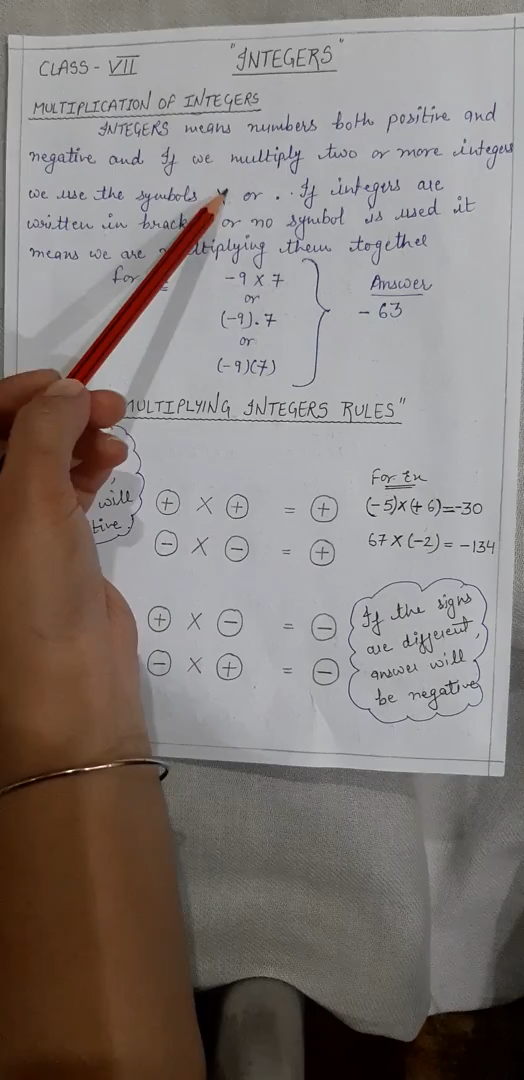 CLASS - VII "INTEGERS"
MULTIPLICATION OF INTEGERS
INTEGERS means numbers both positive and
negative and If we multiply two or more integers
we use the symbols x or . . If integers are
written in or no symbol is used it
means we are them together
for
-9 x 7
or
(-9).7
or
(-9)(7)
Answer
- 63
MULTIPLYING INTEGERS RULES"
will
+ X + = +
- X - = +
+ X - = -
- X + = -
For Ex
(-5)x(+6)=-30
67 x (-2) = -134
If the signs
are different,
answer will
be negative